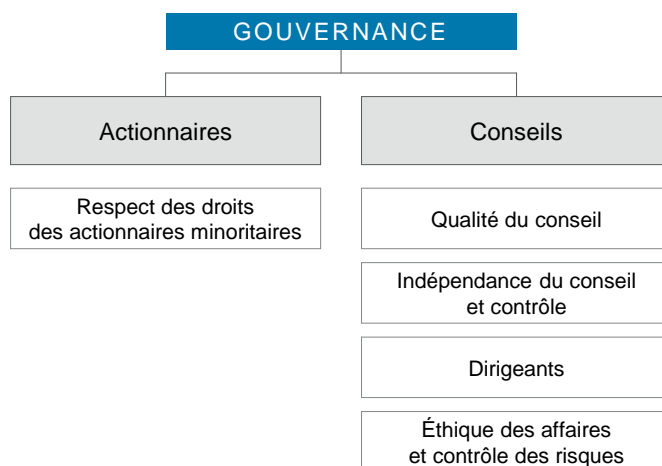 GOUVERNANCE
Actionnaires
Respect des droits
des actionnaires minoritaires
Conseils
Qualité du conseil
Indépendance du conseil
et contrôle
Dirigeants
Éthique des affaires
et contrôle des risques